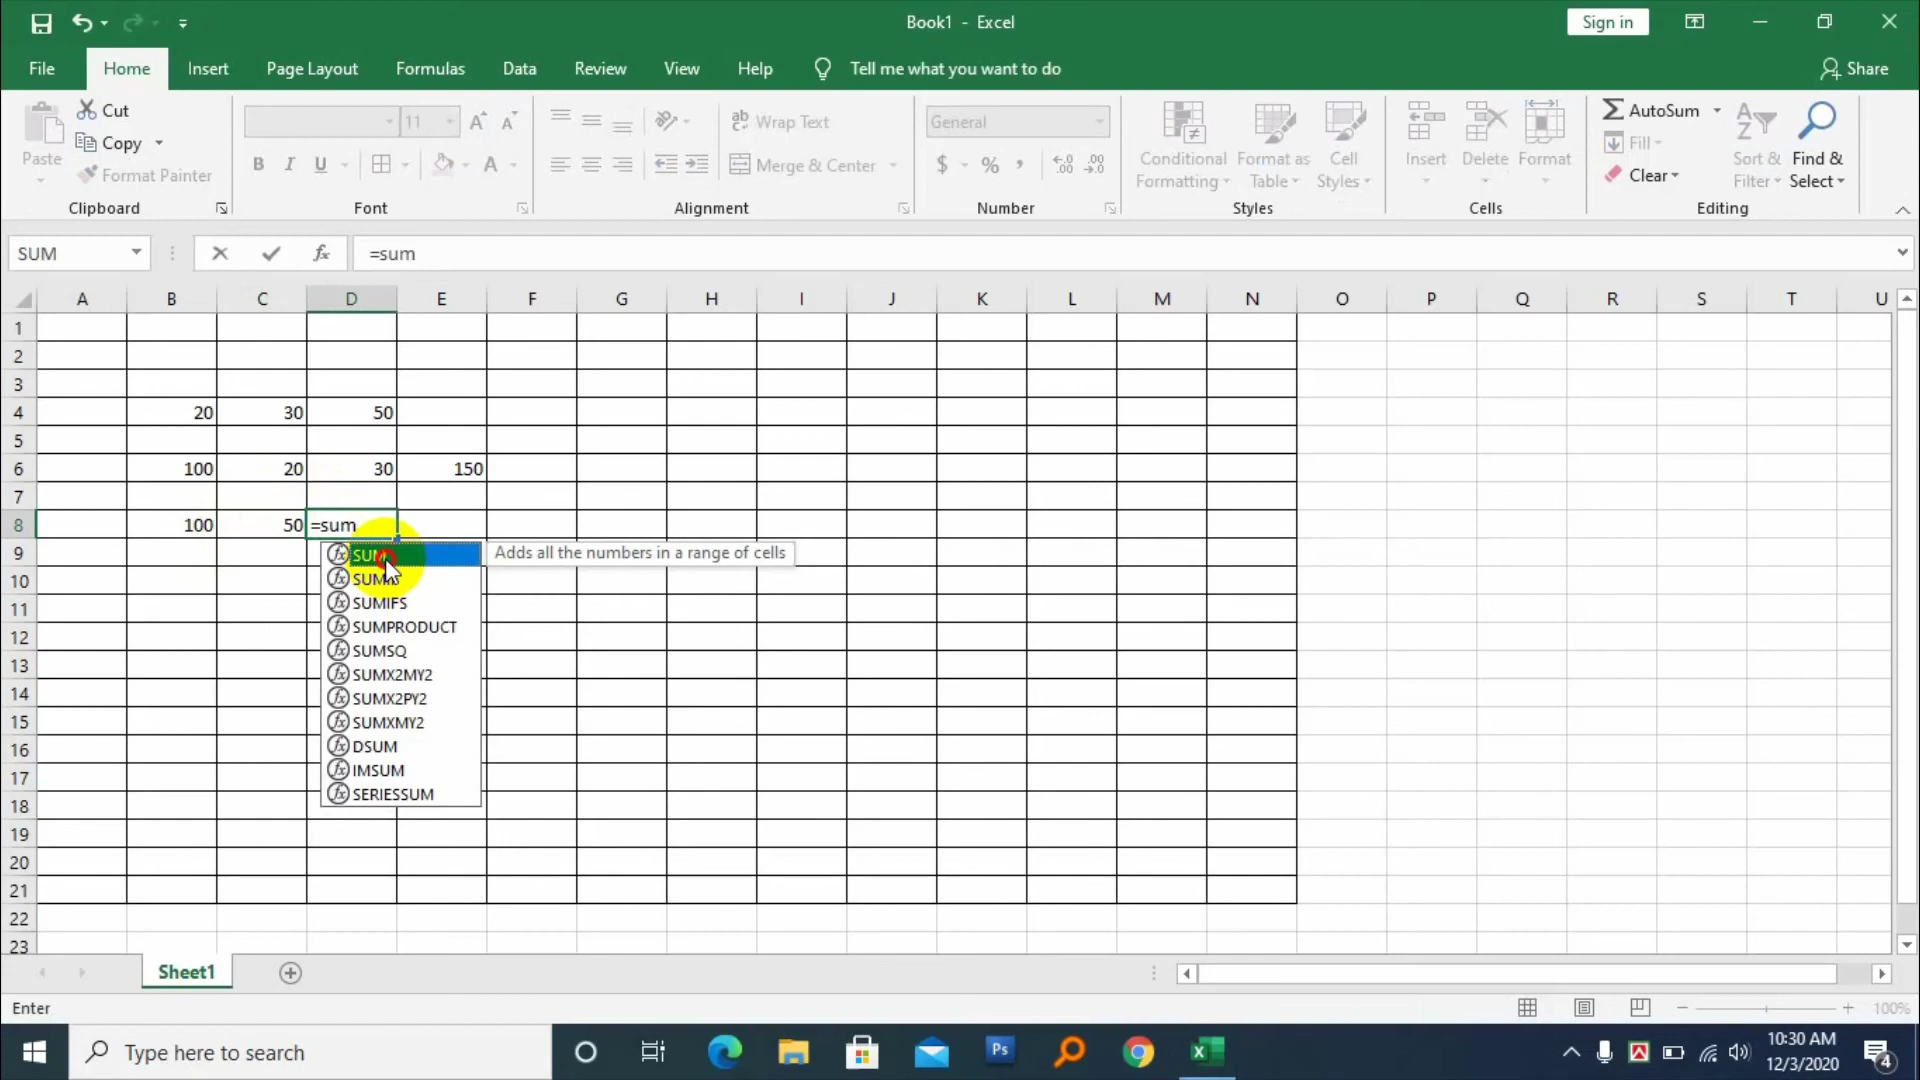 Book1 - Excel
Sign in
File Home Insert Page Layout Formulas Data Review View Help Tell me what you want to do
Share
Paste
Cut
Copy
Format Painter
Clipboard
11
B I U A
Font
ab Wrap Text
Merge & Center
Alignment
General
$ % ,
Number
Conditional Formatting
Format as Table
Cell Styles
Styles
Insert Delete Format
Cells
AutoSum
Fill
Clear
Sort & Filter
Find & Select
Editing
SUM fx =sum
A B C D E F G H I J K L M N O P Q R S T U
1
2
3
4 20 30 50
5
6 100 20 30 150
7
8 100 50 =sum
9 SUM Adds all the numbers in a range of cells
10
SUMIFS
11
SUMPRODUCT
12
SUMSQ
13
SUMX2MY2
14
SUMX2PY2
15 SUMXMY2
16 DSUM
17 IMSUM
18 SERIESSUM
19
20
21
22
23
Sheet1
Enter
100%
Type here to search
Ps
10:30 AM
12/3/2020
4